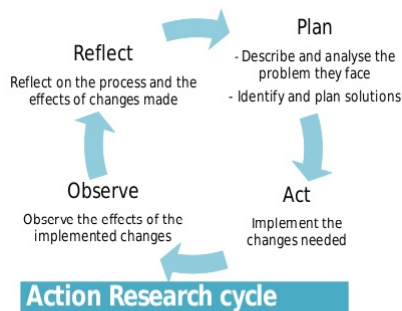 Plan
- Describe and analyse the
problem they face
- Identify and plan solutions
Act
Implement the
changes needed
Observe
Observe the effects of the
implemented changes
Reflect
Reflect on the process and the
effects of changes made
Action Research cycle